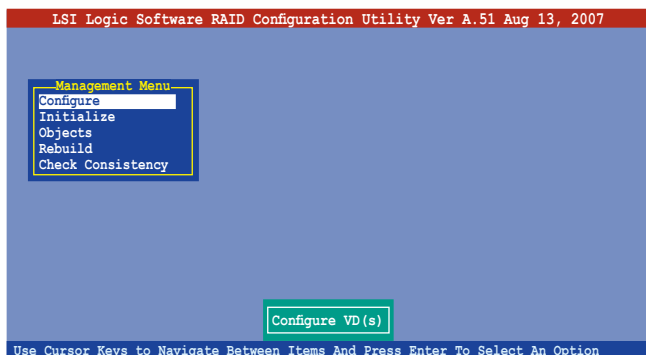 LSI Logic Software RAID Configuration Utility Ver A.51 Aug 13, 2007
Management Menu
Configure
Initialize
Objects
Rebuild
Check Consistency
Configure VD(s)
Use Cursor Keys to Navigate Between Items And Press Enter To Select An Option